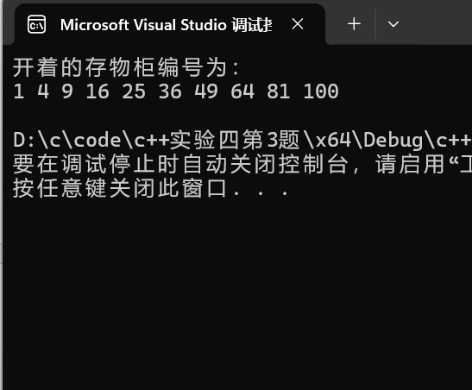 Microsoft Visual Studio 调试
开着的存物柜编号为:
1 4 9 16 25 36 49 64 81 100
D:\c\code\c++实验四第3题\x64\Debug\c++
要在调试停止时自动关闭控制台，请启用“工
按任意键关闭此窗口. . .